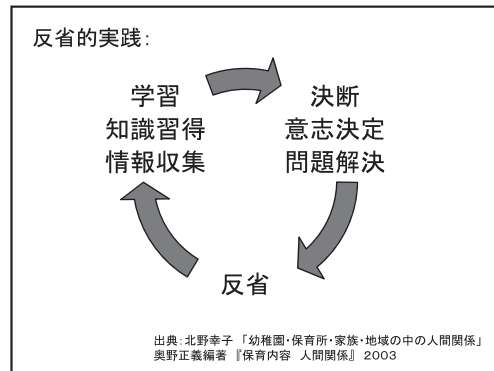 反省的実践：
学習
知識習得
情報収集
決断
意志決定
問題解決
反省
出典：北野幸子「幼稚園・保育所・家族・地域の中の人間関係」
奥野正義編著『保育内容　人間関係』２００３